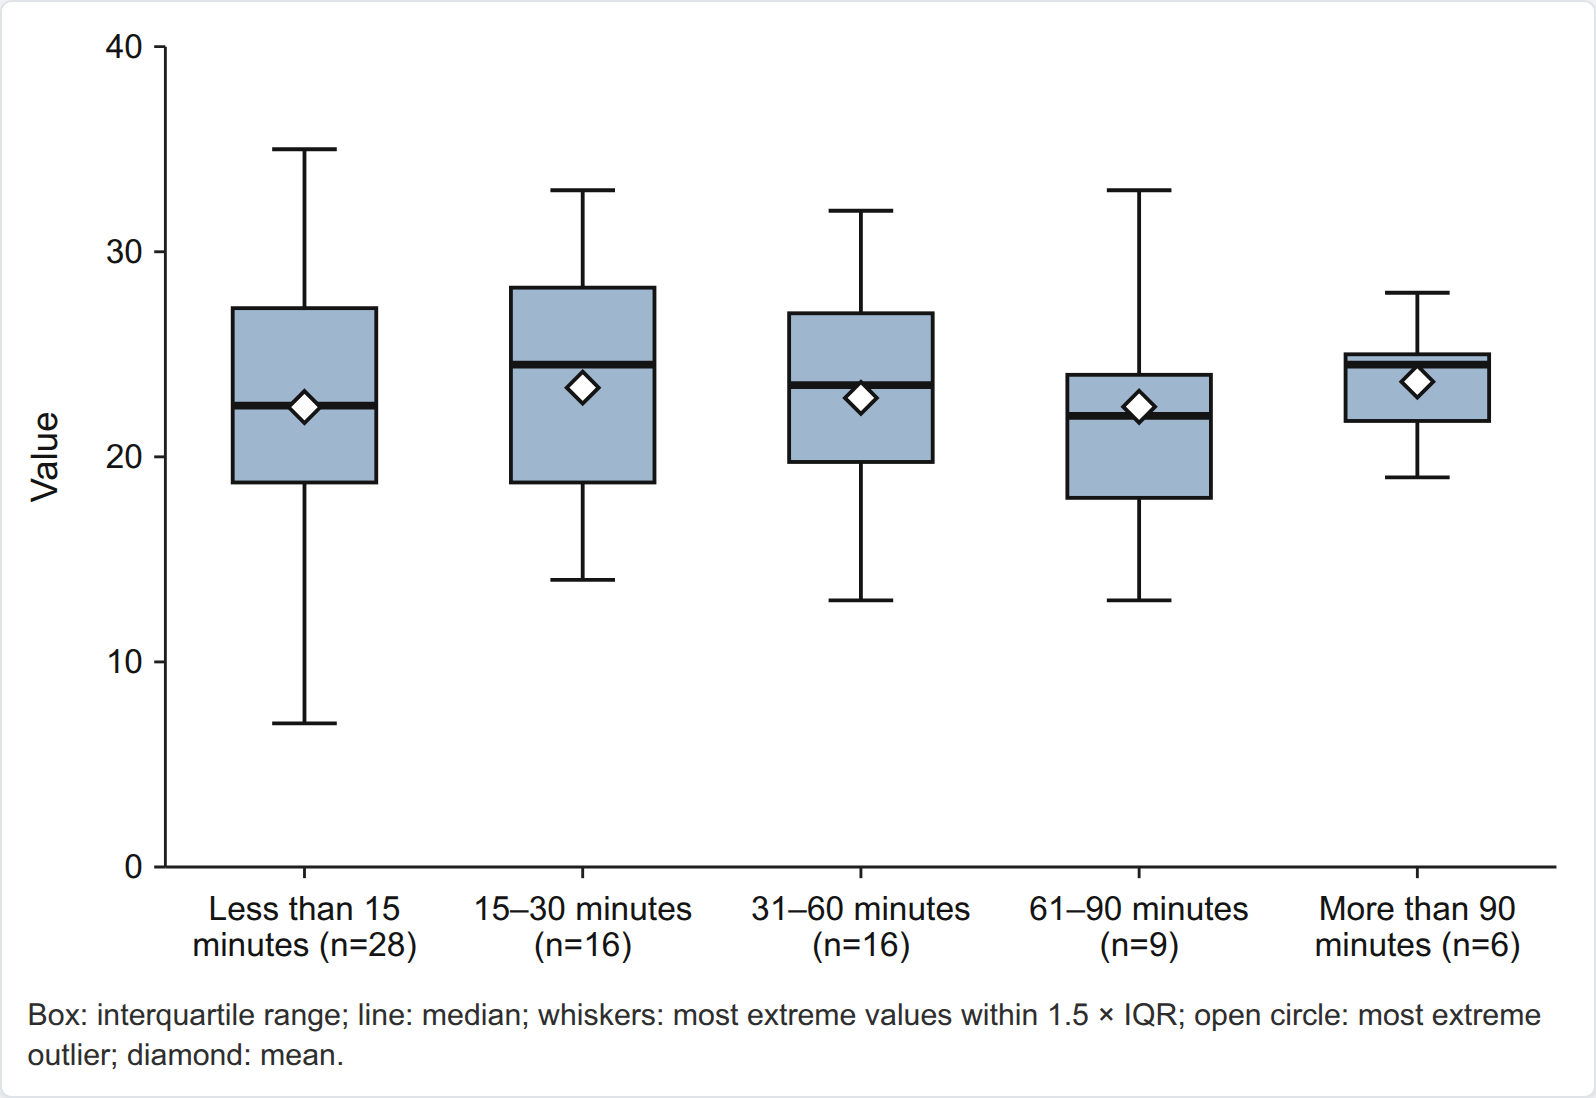 40
30
20
10
0
Value
Less than 15
minutes (n=28)
15–30 minutes
(n=16)
31–60 minutes
(n=16)
61–90 minutes
(n=9)
More than 90
minutes (n=6)
Box: interquartile range; line: median; whiskers: most extreme values within 1.5 × IQR; open circle: most extreme
outlier; diamond: mean.